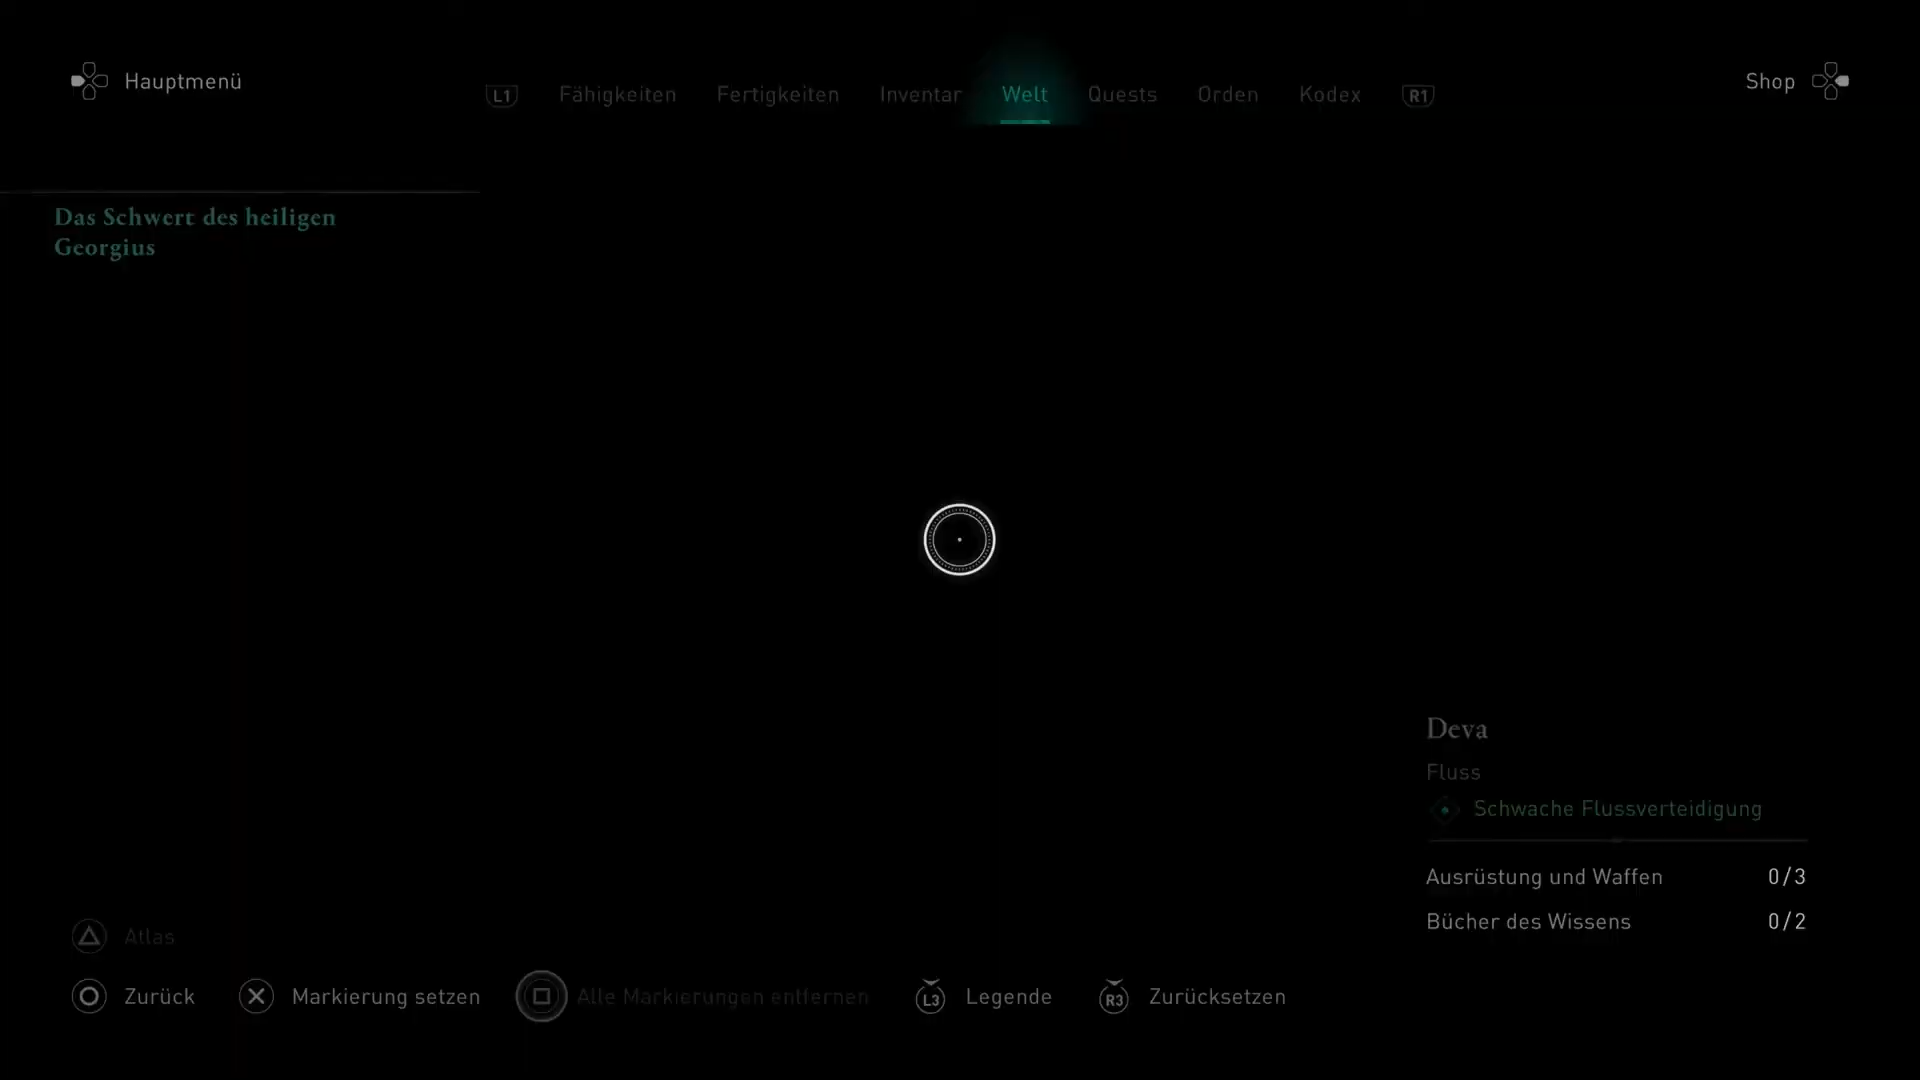 Hauptmenü
L1 Fähigkeiten Fertigkeiten Inventar Welt Quests Orden Kodex R1
Shop
Das Schwert des heiligen
Georgius
Deva
Fluss
Schwache Flussverteidigung
Ausrüstung und Waffen 0/3
Bücher des Wissens 0/2
Atlas
Zurück Markierung setzen Alle Markierungen entfernen L3 Legende R3 Zurücksetzen